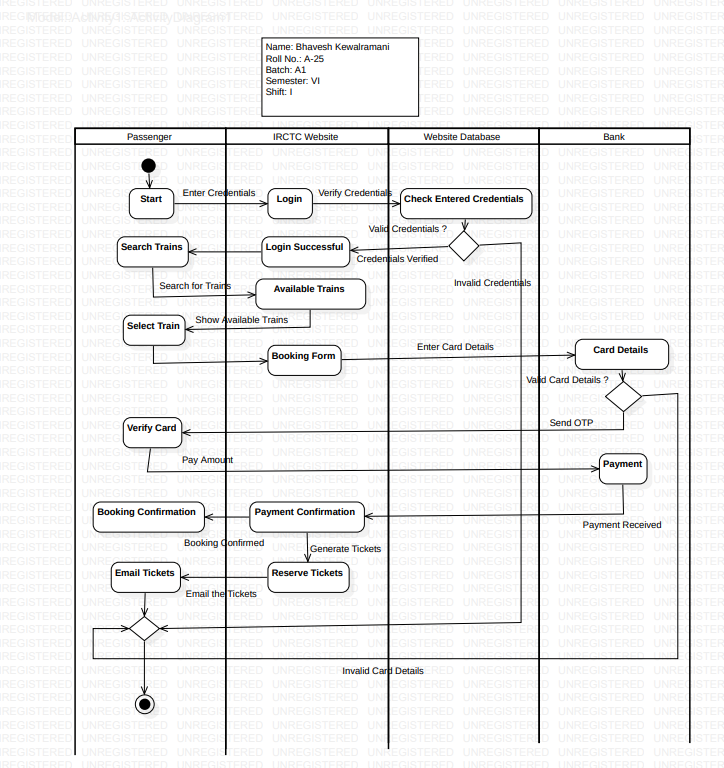 Model::Activity1::ActivityDiagram1
Name: Bhavesh Kewalramani
Roll No.: A-25
Batch: A1
Semester: VI
Shift: I
Passenger
IRCTC Website
Website Database
Bank
Start
Enter Credentials
Login
Verify Credentials
Check Entered Credentials
Valid Credentials ?
Search Trains
Login Successful
Credentials Verified
Search for Trains
Available Trains
Invalid Credentials
Select Train
Show Available Trains
Booking Form
Enter Card Details
Card Details
Valid Card Details ?
Verify Card
Send OTP
Pay Amount
Payment
Booking Confirmation
Payment Confirmation
Payment Received
Booking Confirmed
Generate Tickets
Email Tickets
Reserve Tickets
Email the Tickets
Invalid Card Details
UNREGISTERED